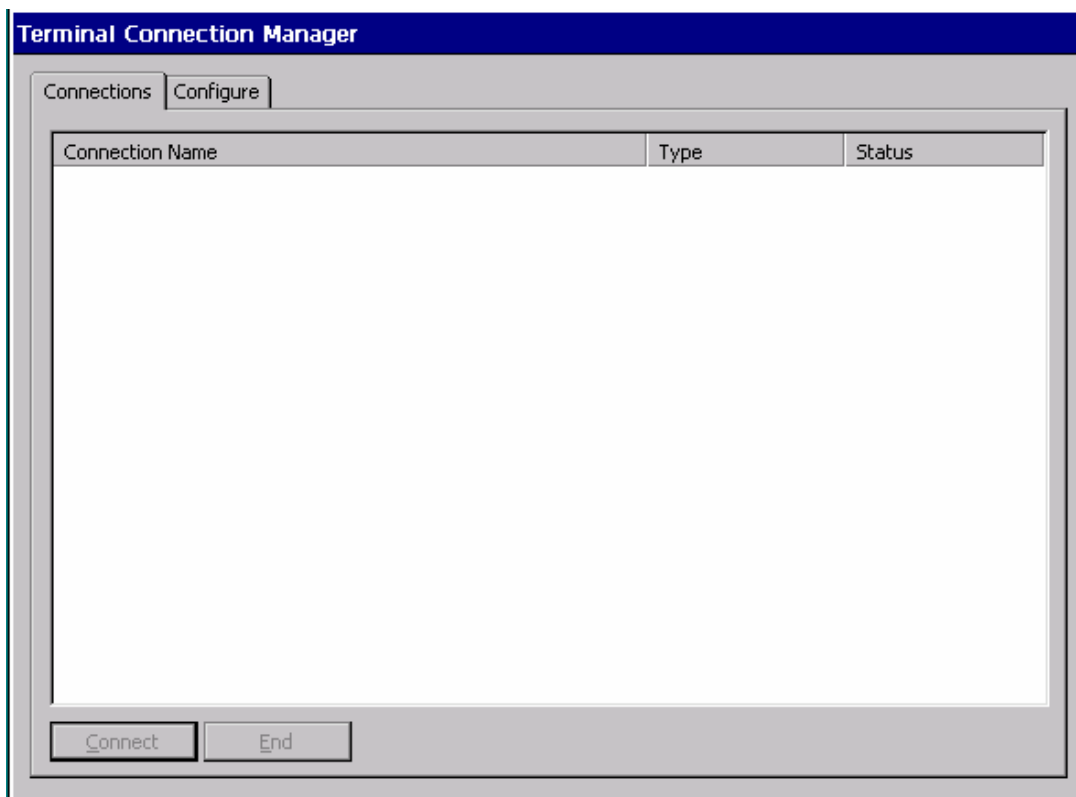 Terminal Connection Manager
Connections Configure
Connection Name Type Status
Connect End